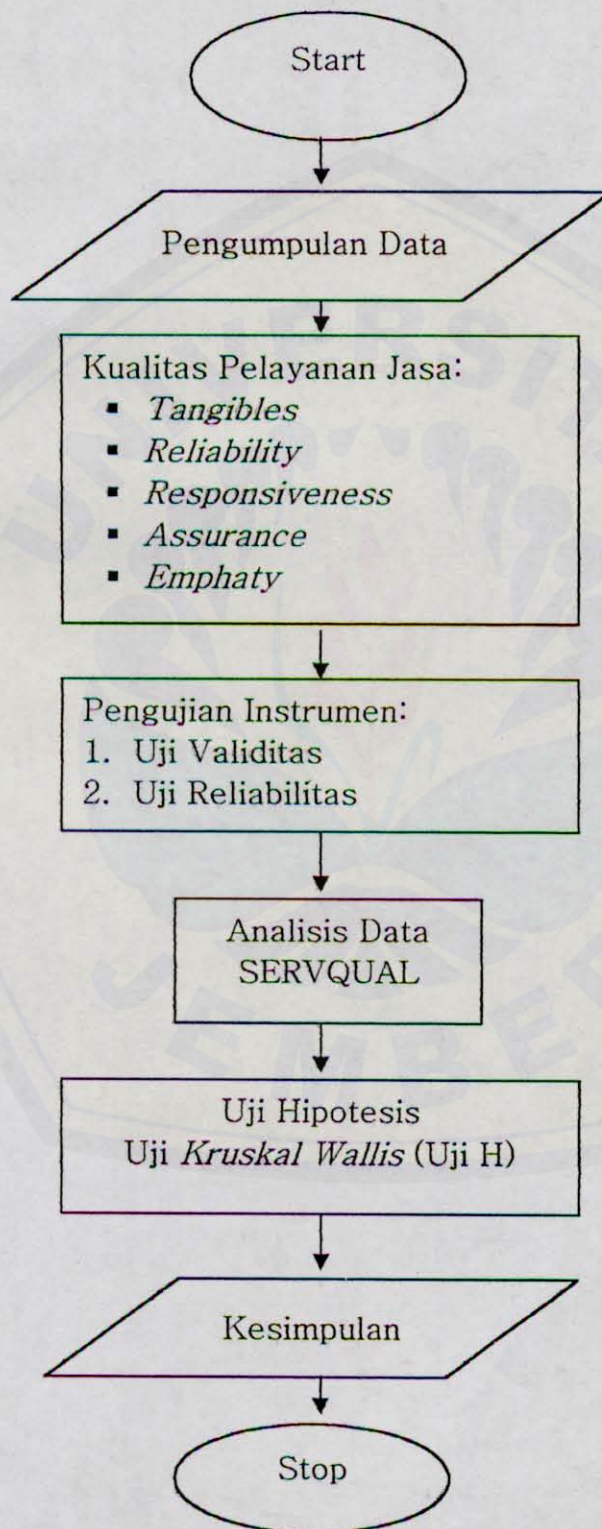 Start
Pengumpulan Data
Kualitas Pelayanan Jasa:
▪ Tangibles
▪ Reliability
▪ Responsiveness
▪ Assurance
▪ Emphaty
Pengujian Instrumen:
1. Uji Validitas
2. Uji Reliabilitas
Analisis Data
SERVQUAL
Uji Hipotesis
Uji Kruskal Wallis (Uji H)
Kesimpulan
Stop
JEMBER